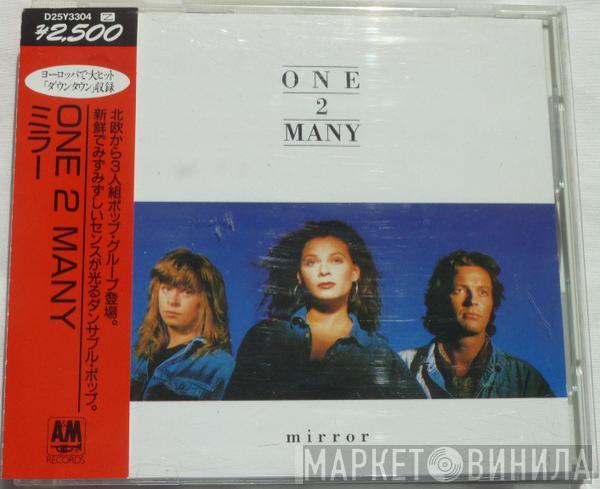 D25Y3304 Z
¥2,500
ヨーロッパで大ヒット
「ダウンタウン」収録
北欧から3人組ポップ・グループ登場。
新鮮でみずみずしいセンスが光るダンサブル・ポップ。
ONE 2 MANY
ミラー
A&M
RECORDS
ONE
2
MANY
mirror
МАРКЕТ ВИНИЛА